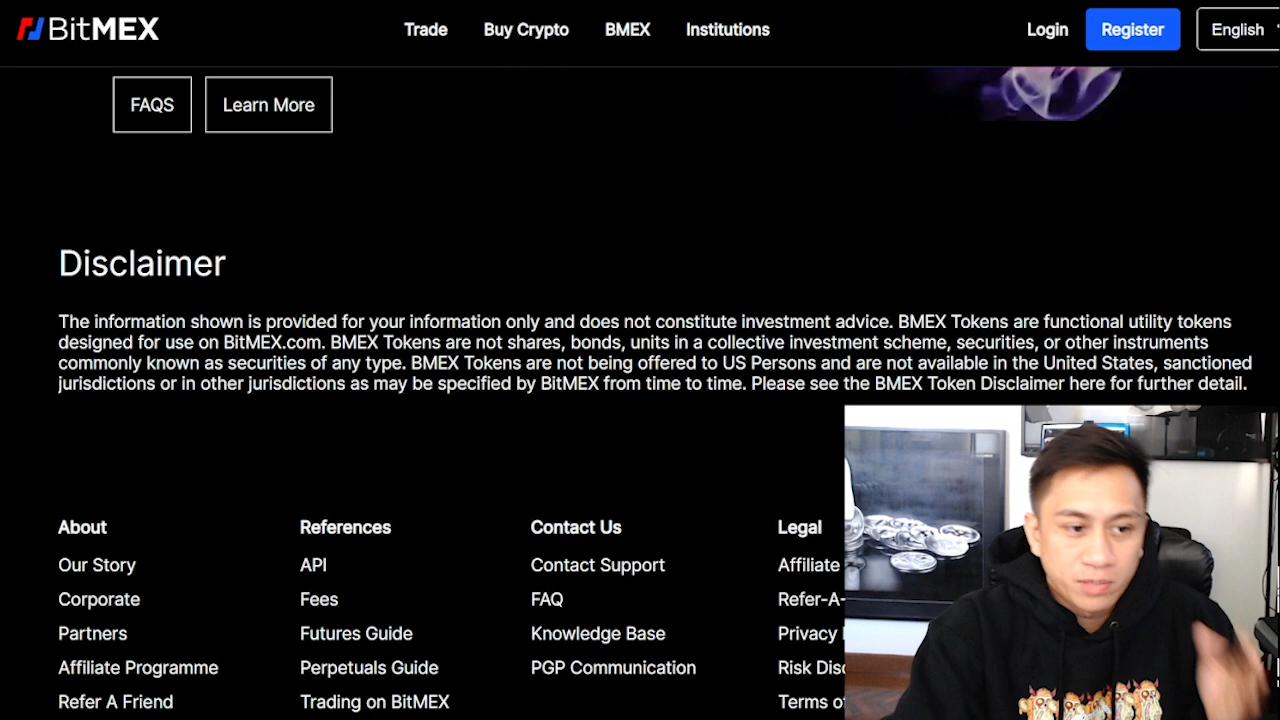 BitMEX Trade Buy Crypto BMEX Institutions Login Register English
FAQS Learn More
Disclaimer
The information shown is provided for your information only and does not constitute investment advice. BMEX Tokens are functional utility tokens
designed for use on BitMEX.com. BMEX Tokens are not shares, bonds, units in a collective investment scheme, securities, or other instruments
commonly known as securities of any type. BMEX Tokens are not being offered to US Persons and are not available in the United States, sanctioned
jurisdictions or in other jurisdictions as may be specified by BitMEX from time to time. Please see the BMEX Token Disclaimer here for further detail.
About References Contact Us Legal
Our Story API Contact Support Affiliate
Corporate Fees FAQ Refer-A-
Partners Futures Guide Knowledge Base Privacy
Affiliate Programme Perpetuals Guide PGP Communication Risk
Refer A Friend Trading on BitMEX Terms